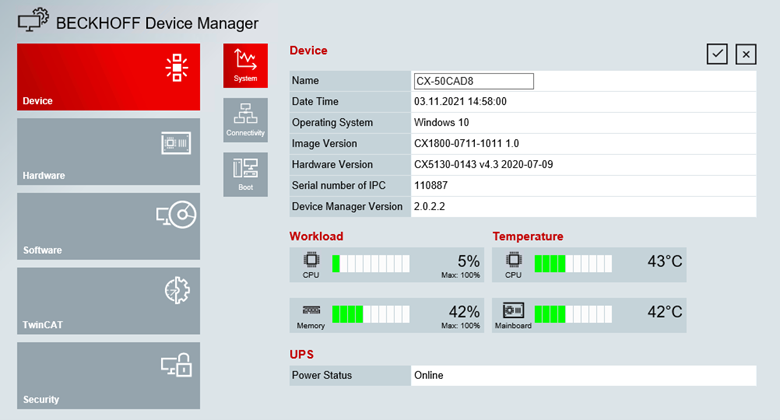 BECKHOFF Device Manager
Device
Hardware
Software
TwinCAT
Security
System
Connectivity
Boot
Device
Name CX-50CAD8
Date Time 03.11.2021 14:58:00
Operating System Windows 10
Image Version CX1800-0711-1011 1.0
Hardware Version CX5130-0143 v4.3 2020-07-09
Serial number of IPC 110887
Device Manager Version 2.0.2.2
Workload
CPU 5% Max: 100%
Memory 42% Max: 100%
Temperature
CPU 43°C
Mainboard 42°C
UPS
Power Status Online